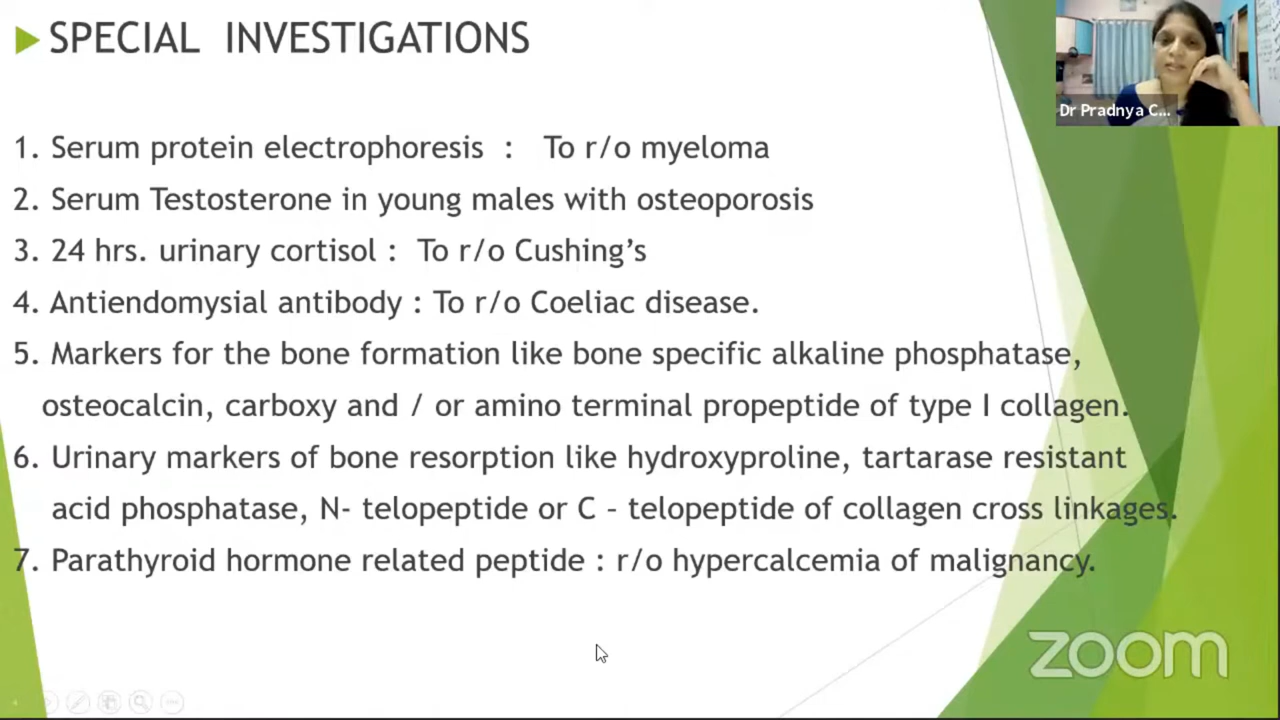 SPECIAL INVESTIGATIONS
Dr Pradnya C...
1. Serum protein electrophoresis : To r/o myeloma
2. Serum Testosterone in young males with osteoporosis
3. 24 hrs. urinary cortisol : To r/o Cushing’s
4. Antiendomysial antibody : To r/o Coeliac disease.
5. Markers for the bone formation like bone specific alkaline phosphatase,
osteocalcin, carboxy and / or amino terminal propeptide of type I collagen.
6. Urinary markers of bone resorption like hydroxyproline, tartarase resistant
acid phosphatase, N- telopeptide or C – telopeptide of collagen cross linkages.
7. Parathyroid hormone related peptide : r/o hypercalcemia of malignancy.
zoom